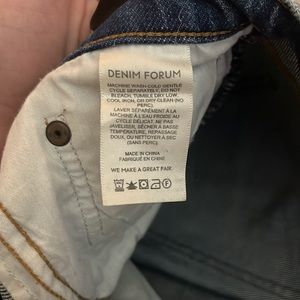 DENIM FORUM
MACHINE WASH COLD GENTLE
CYCLE SEPARATELY, DO NOT
BLEACH, TUMBLE DRY LOW,
COOL IRON, OR DRY CLEAN (NO
PERC).
LAVER SÉPARÉMENT À LA
MACHINE À L'EAU FROIDE AU
CYCLE DÉLICAT, NE PAS
JAVELLISER, SÉCHER À BASSE
TEMPÉRATURE, REPASSAGE
DOUX, OU NETTOYER À SEC
(SANS PERC).
MADE IN CHINA
FABRIQUÉ EN CHINE
WE MAKE A GREAT PAIR.